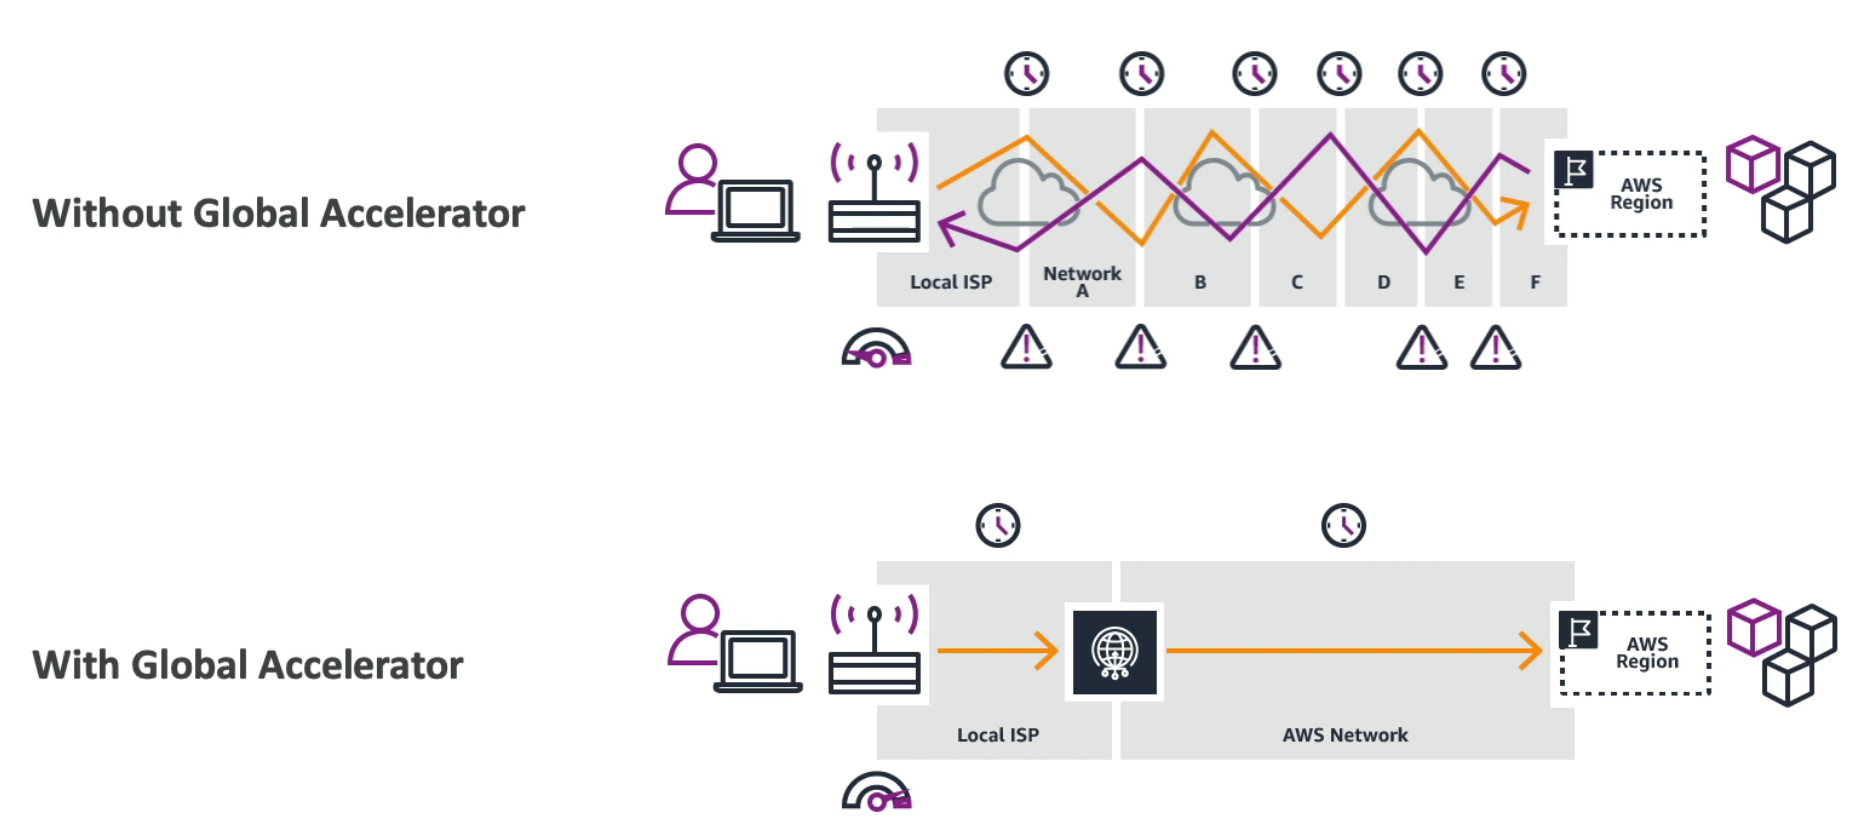 Without Global Accelerator
AWS
Region
Local ISP
Network
A
B
C
D
E
F
With Global Accelerator
AWS
Region
Local ISP
AWS Network